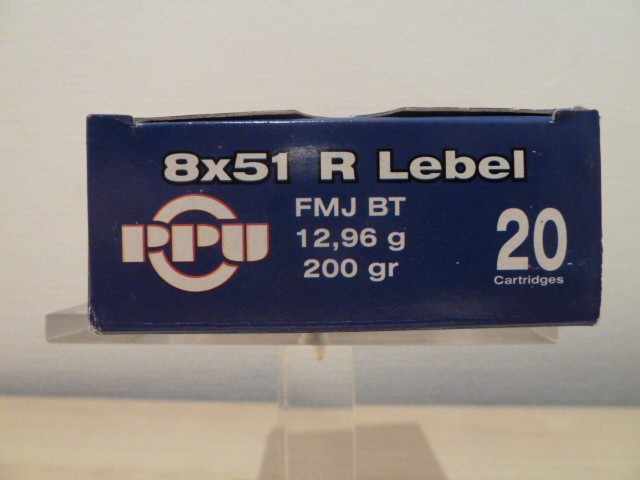 8x51 R Lebel
PPU
FMJ BT
12,96 g
200 gr
20
Cartridges